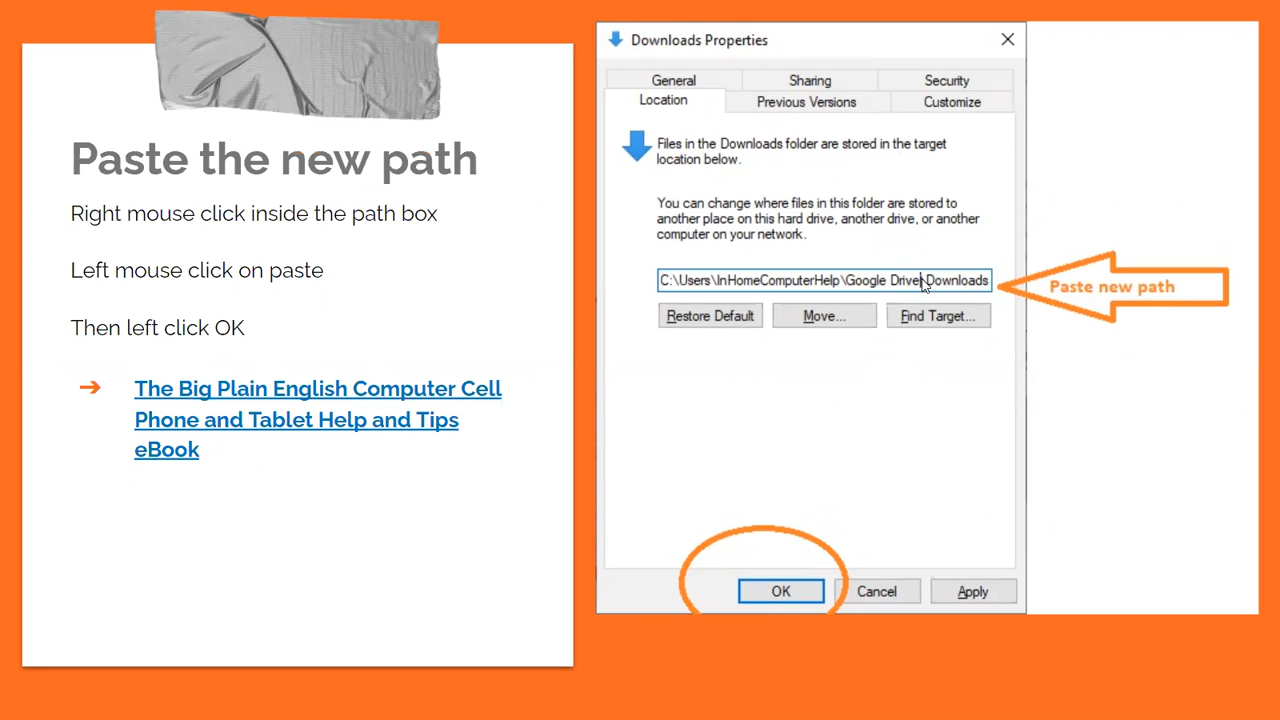 Paste the new path
Right mouse click inside the path box
Left mouse click on paste
Then left click OK
➔ The Big Plain English Computer Cell
Phone and Tablet Help and Tips
eBook
Downloads Properties
General Sharing Security
Location Previous Versions Customize
Files in the Downloads folder are stored in the target
location below.
You can change where files in this folder are stored to
another place on this hard drive, another drive, or another
computer on your network.
C:\Users\InHomeComputerHelp\Google Drive\Downloads
Paste new path
Restore Default Move... Find Target...
OK Cancel Apply